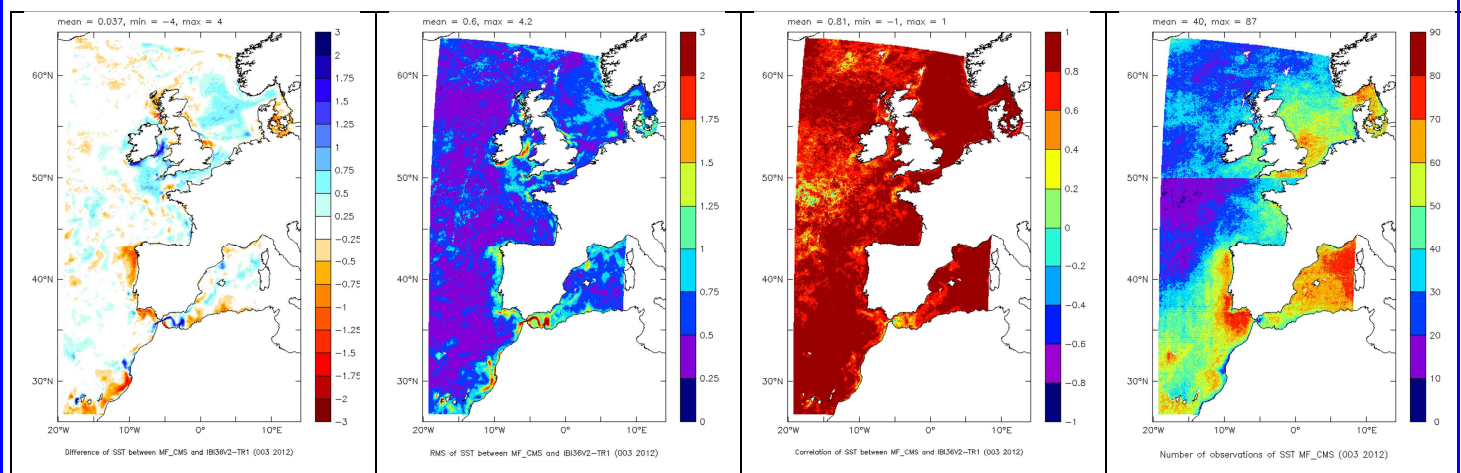 mean = 0.037, min = −4, max = 4
3
2
1.75
1.5
1.25
1
0.75
0.5
0.25
−0.25
−0.5
−0.75
−1
−1.25
−1.5
−1.75
−2
−3
60°N
50°N
40°N
30°N
20°W 10°W 0° 10°E
Difference of SST between MF_CMS and IBI36V2−TR1 (003 2012)
mean = 0.6, max = 4.2
3
2
1.75
1.5
1.25
1
0.75
0.5
0.25
0
60°N
50°N
40°N
30°N
20°W 10°W 0° 10°E
RMS of SST between MF_CMS and IBI36V2−TR1 (003 2012)
mean = 0.81, min = −1, max = 1
1
0.8
0.6
0.4
0.2
0
−0.2
−0.4
−0.6
−0.8
−1
60°N
50°N
40°N
30°N
20°W 10°W 0° 10°E
Correlation of SST between MF_CMS and IBI36V2−TR1 (003 2012)
mean = 40, max = 87
90
80
70
60
50
40
30
20
10
0
60°N
50°N
40°N
30°N
20°W 10°W 0° 10°E
Number of observations of SST MF_CMS (003 2012)